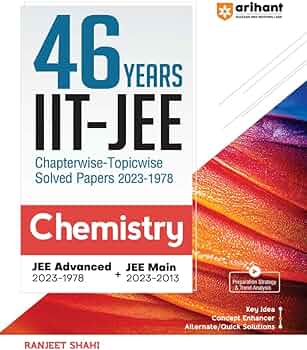 arihant
46 YEARS
IIT-JEE
Chapterwise-Topicwise
Solved Papers 2023-1978
Chemistry
JEE Advanced
2023-1978
+
JEE Main
2023-2013
Preparation Strategy
& Trend Analysis
Key Idea
Concept Enhancer
Alternate/Quick Solutions
RANJEET SHAHI